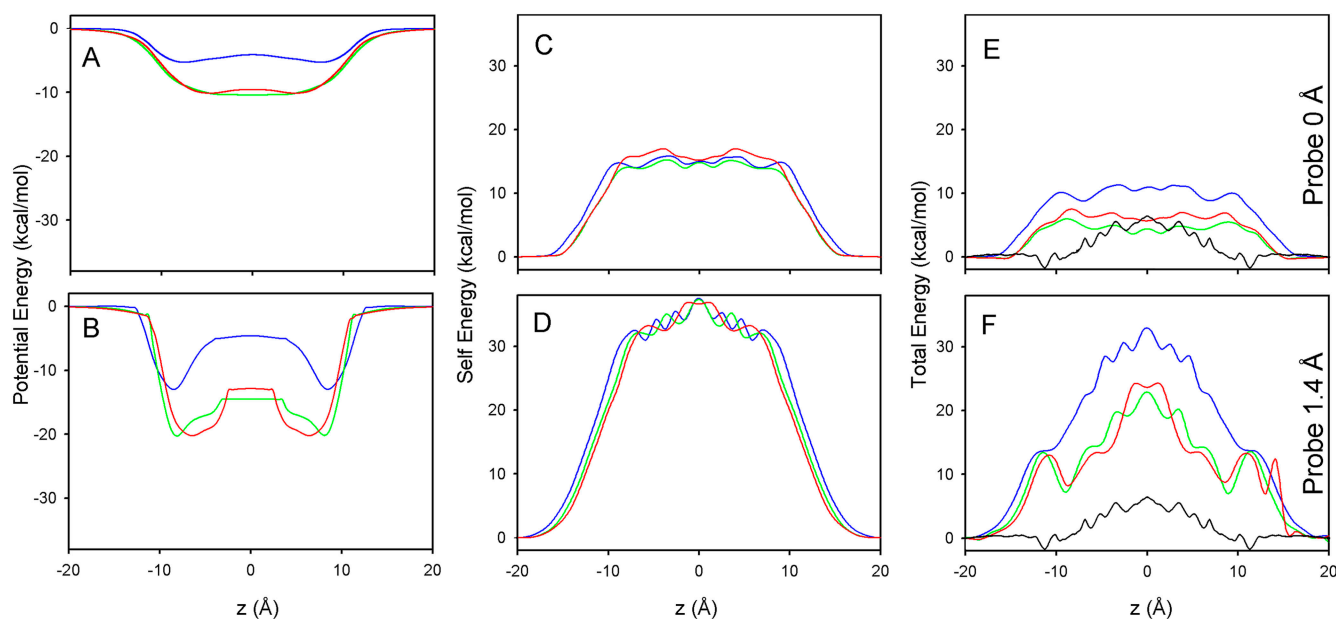 0
-10
-20
-30
Potential Energy (kcal/mol)
A
0
-10
-20
-30
B
-20 -10 0 10 20
z (Å)
30
20
10
0
Self Energy (kcal/mol)
C
30
20
10
0
D
-20 -10 0 10 20
z (Å)
30
20
10
0
Total Energy (kcal/mol)
E
Probe 0 Å
30
20
10
0
F
Probe 1.4 Å
-20 -10 0 10 20
z (Å)